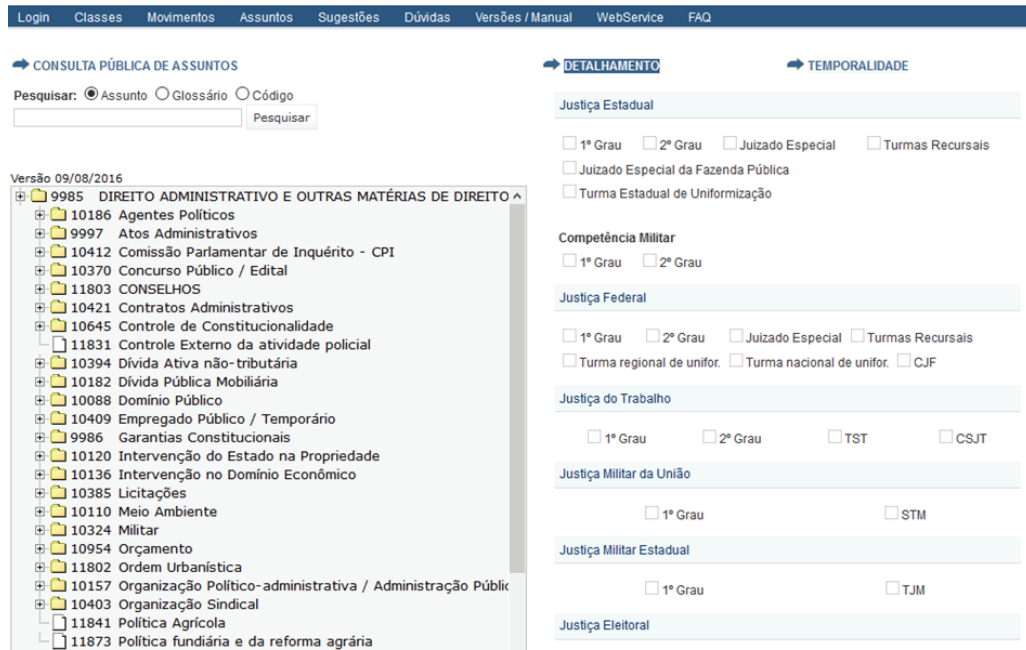 Login Classes Movimentos Assuntos Sugestões Dúvidas Versões / Manual WebService FAQ
CONSULTA PÚBLICA DE ASSUNTOS
Pesquisar: Assunto Glossário Código
Pesquisar
Versão 09/08/2016
9985 DIREITO ADMINISTRATIVO E OUTRAS MATÉRIAS DE DIREITO
10186 Agentes Políticos
9997 Atos Administrativos
10412 Comissão Parlamentar de Inquérito - CPI
10370 Concurso Público / Edital
11803 CONSELHOS
10421 Contratos Administrativos
10645 Controle de Constitucionalidade
11831 Controle Externo da atividade policial
10394 Dívida Ativa não-tributária
10182 Dívida Pública Mobiliária
10088 Domínio Público
10409 Empregado Público / Temporário
9986 Garantias Constitucionais
10120 Intervenção do Estado na Propriedade
10136 Intervenção no Domínio Econômico
10385 Licitações
10110 Meio Ambiente
10324 Militar
10954 Orçamento
11802 Ordem Urbanística
10157 Organização Político-administrativa / Administração Públic
10403 Organização Sindical
11841 Política Agrícola
11873 Política fundiária e da reforma agrária
DETALHAMENTO TEMPORALIDADE
Justiça Estadual
1º Grau 2º Grau Juizado Especial Turmas Recursais
Juizado Especial da Fazenda Pública
Turma Estadual de Uniformização
Competência Militar
1º Grau 2º Grau
Justiça Federal
1º Grau 2º Grau Juizado Especial Turmas Recursais
Turma regional de unifor. Turma nacional de unifor. CJF
Justiça do Trabalho
1º Grau 2º Grau TST CSJT
Justiça Militar da União
1º Grau STM
Justiça Militar Estadual
1º Grau TJM
Justiça Eleitoral